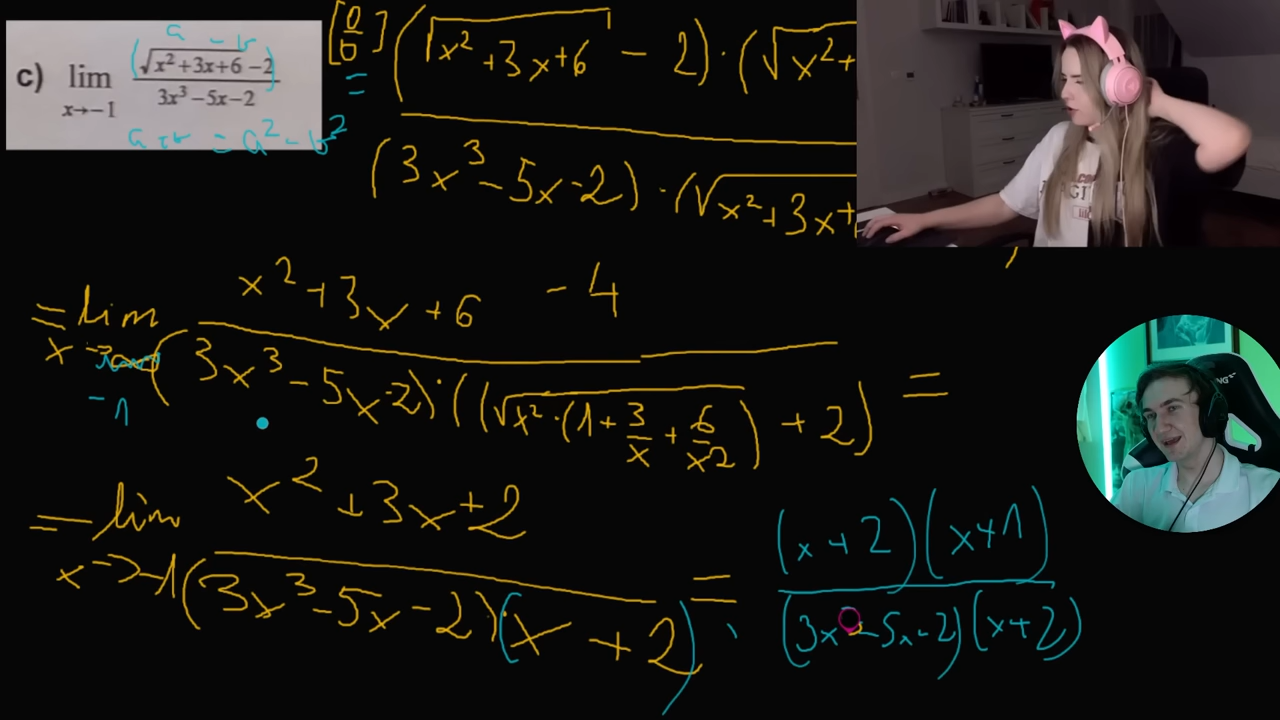 a - b
c) lim x→-1 (√x²+3x+6 -2) / 3x³-5x-2
a+b = a²-b²
[0/0] = (√x²+3x+6 - 2)·(√x²+
(3x³-5x-2)·(√x²+3x+
= lim x→ -1 x²+3x+6 -4
(3x³-5x-2)·((√x²·(1+3/x+6/x²) + 2) =
= lim x→-1 x²+3x+2
(3x³-5x-2)·(x + 2) =
(x+2)(x+1)
(3x -5x-2)(x+2)